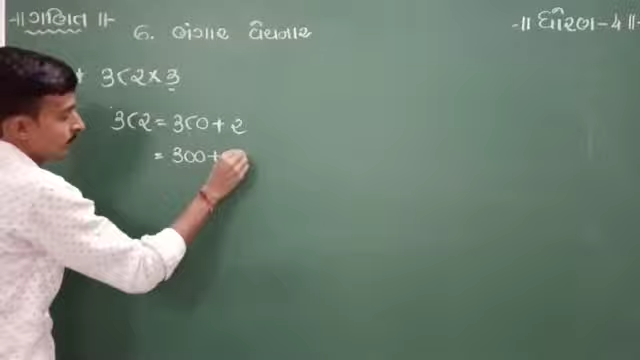 ॥ ગણિત ॥
॥ ધોરણ - ૪ ॥
૬. ભંગાર વેચનાર
* ૩૮૨ × ૩
૩૮૨ = ૩૮૦ + ૨
= ૩૦૦ +